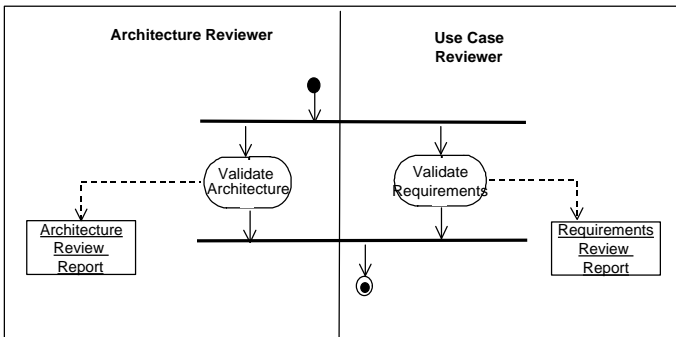 Architecture Reviewer
Use Case
Reviewer
Validate
Architecture
Validate
Requirements
Architecture
Review
Report
Requirements
Review
Report